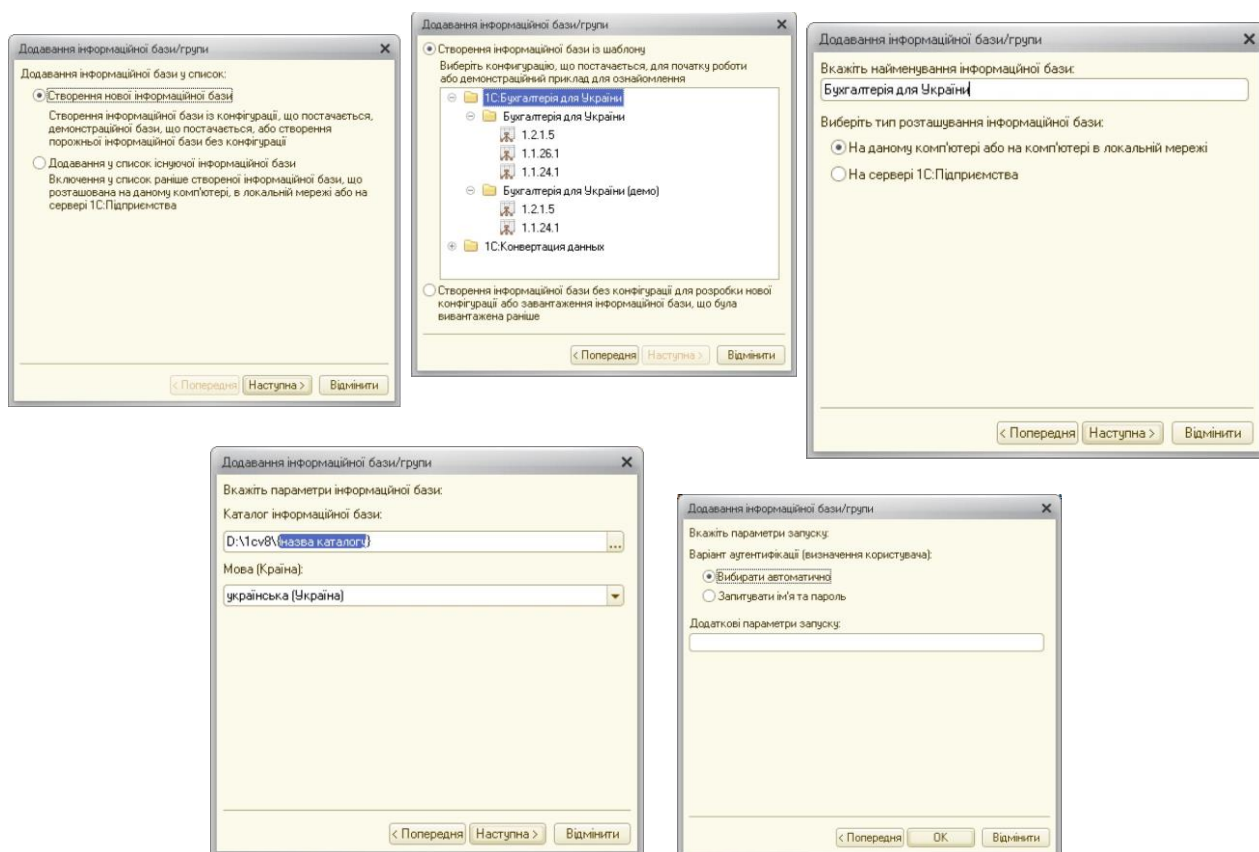 Додавання інформаційної бази/групи
Додавання інформаційної бази у список:
Створення нової інформаційної бази
Створення інформаційної бази із конфігурації, що постачається,
демонстраційної бази, що постачається, або створення
порожньої інформаційної бази без конфігурації
Додавання у список існуючої інформаційної бази
Включення у список раніше створеної інформаційної бази, що
розташована на даному комп'ютері, в локальній мережі або на
сервері 1С:Підприємства
< Попередня Наступна > Відмінити
Додавання інформаційної бази/групи
Створення інформаційної бази із шаблону
Виберіть конфигурацію, що постачається, для початку роботи
або демонстраційний приклад для ознайомлення
1С:Бухгалтерія для України
Бухгалтерія для України
1.2.1.5
1.1.26.1
1.1.24.1
Бухгалтерія для України (демо)
1.2.1.5
1.1.24.1
1С:Конвертация данных
Створення інформаційної бази без конфігурації для розробки нової
конфігурації або завантаження інформаційної бази, що була
вивантажена раніше
< Попередня Наступна > Відмінити
Додавання інформаційної бази/групи
Вкажіть найменування інформаційної бази:
Бухгалтерія для України
Виберіть тип розташування інформаційної бази:
На даному комп'ютері або на комп'ютері в локальній мережі
На сервері 1С:Підприємства
< Попередня Наступна > Відмінити
Додавання інформаційної бази/групи
Вкажіть параметри інформаційної бази:
Каталог інформаційної бази:
D:\1cv8\{назва каталогу} ...
Мова (Країна):
українська (Україна)
< Попередня Наступна > Відмінити
Додавання інформаційної бази/групи
Вкажіть параметри запуску:
Варіант аутентифікації (визначення користувача):
Вибирати автоматично
Запитувати ім'я та пароль
Додаткові параметри запуску:
< Попередня OK Відмінити